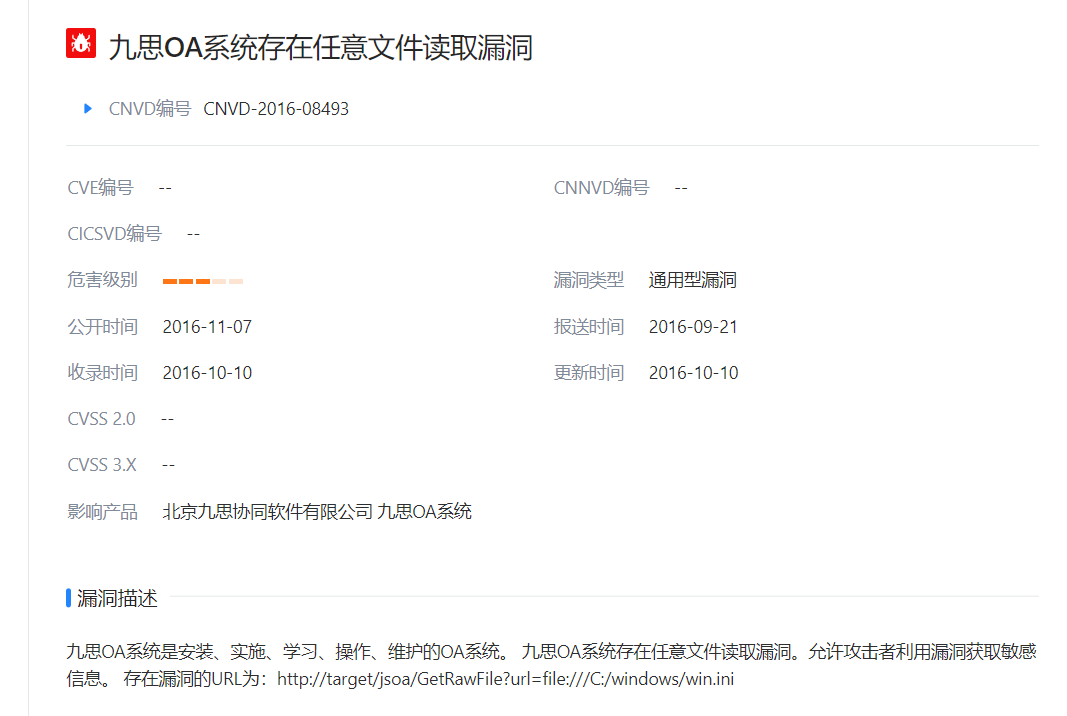 九思OA系统存在任意文件读取漏洞
CNVD编号 CNVD-2016-08493
CVE编号 -- CNNVD编号 --
CICSVD编号 --
危害级别 漏洞类型 通用型漏洞
公开时间 2016-11-07 报送时间 2016-09-21
收录时间 2016-10-10 更新时间 2016-10-10
CVSS 2.0 --
CVSS 3.X --
影响产品 北京九思协同软件有限公司 九思OA系统
漏洞描述
九思OA系统是安装、实施、学习、操作、维护的OA系统。 九思OA系统存在任意文件读取漏洞。允许攻击者利用漏洞获取敏感
信息。 存在漏洞的URL为：http://target/jsoa/GetRawFile?url=file:///C:/windows/win.ini